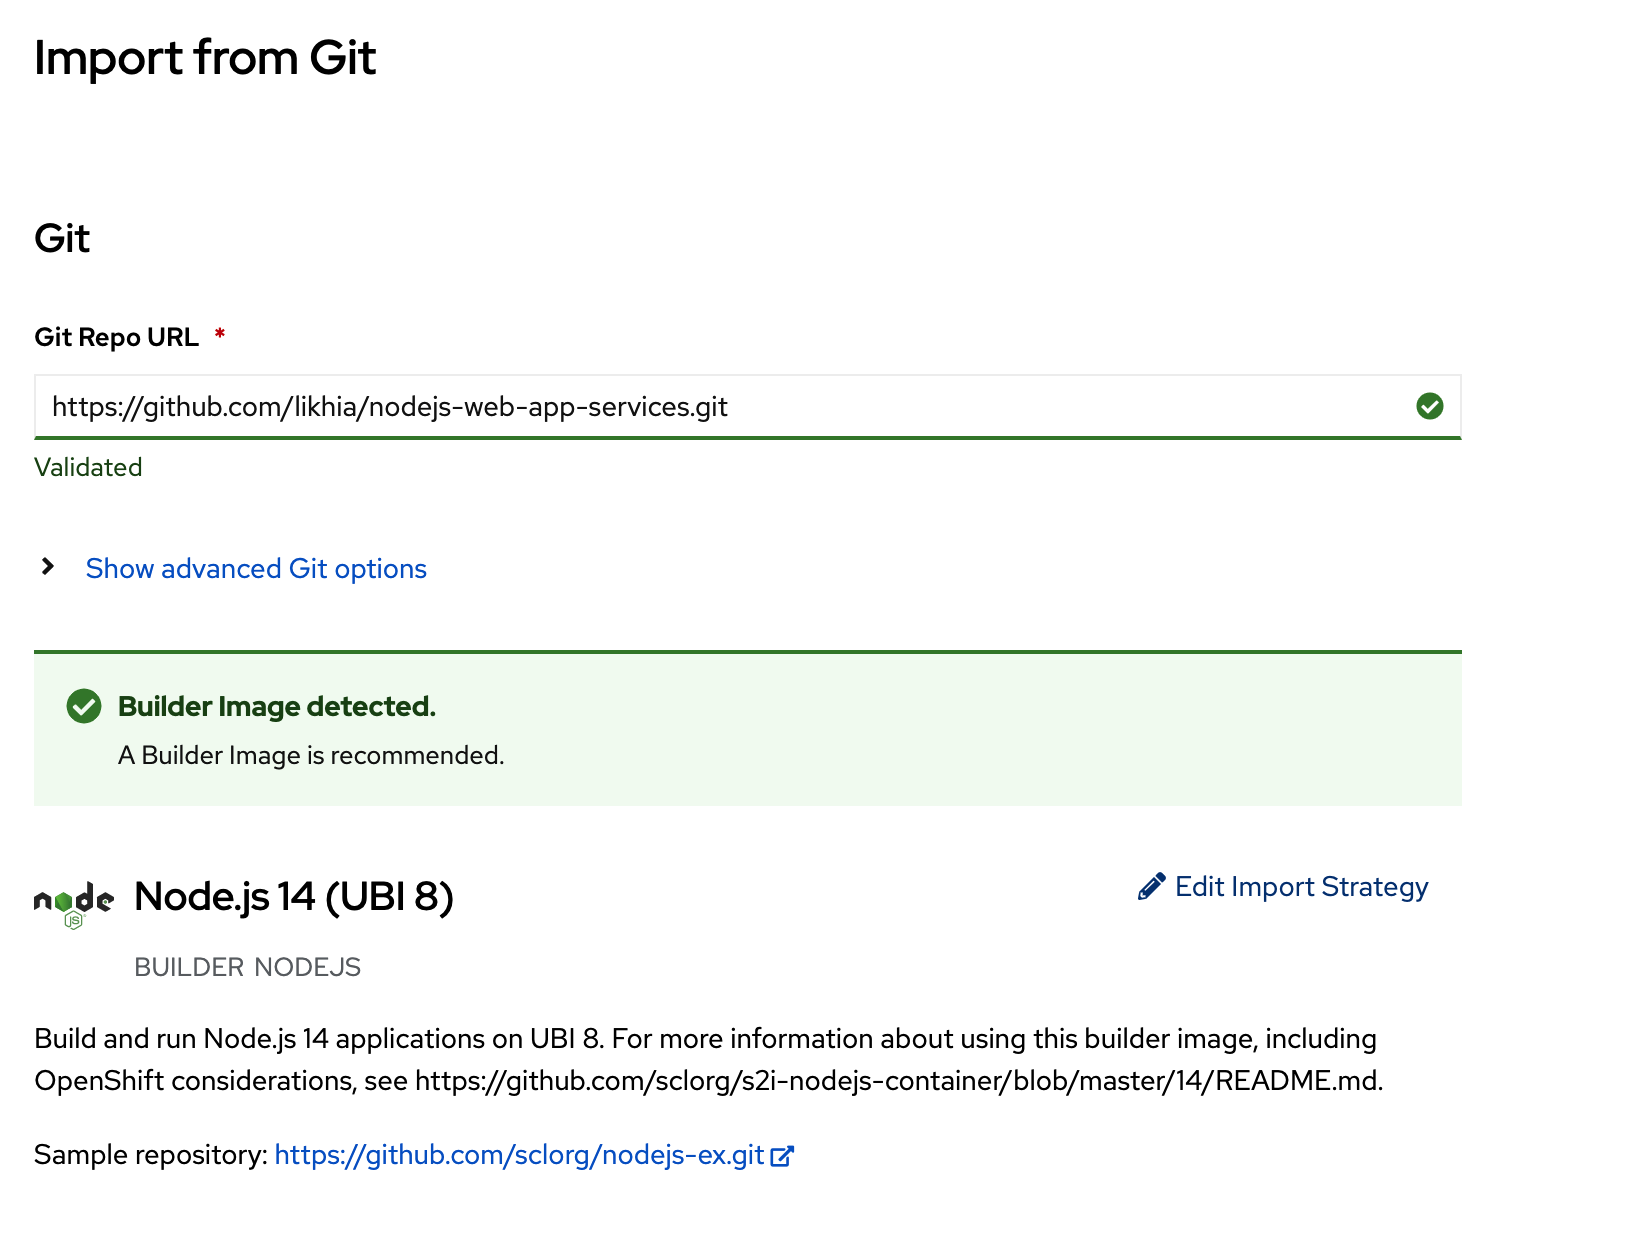 Import from Git
Git
Git Repo URL *
https://github.com/likhia/nodejs-web-app-services.git
Validated
Show advanced Git options
Builder Image detected.
A Builder Image is recommended.
node
JS
Node.js 14 (UBI 8)
Edit Import Strategy
BUILDER NODEJS
Build and run Node.js 14 applications on UBI 8. For more information about using this builder image, including
OpenShift considerations, see https://github.com/sclorg/s2i-nodejs-container/blob/master/14/README.md.
Sample repository: https://github.com/sclorg/nodejs-ex.git